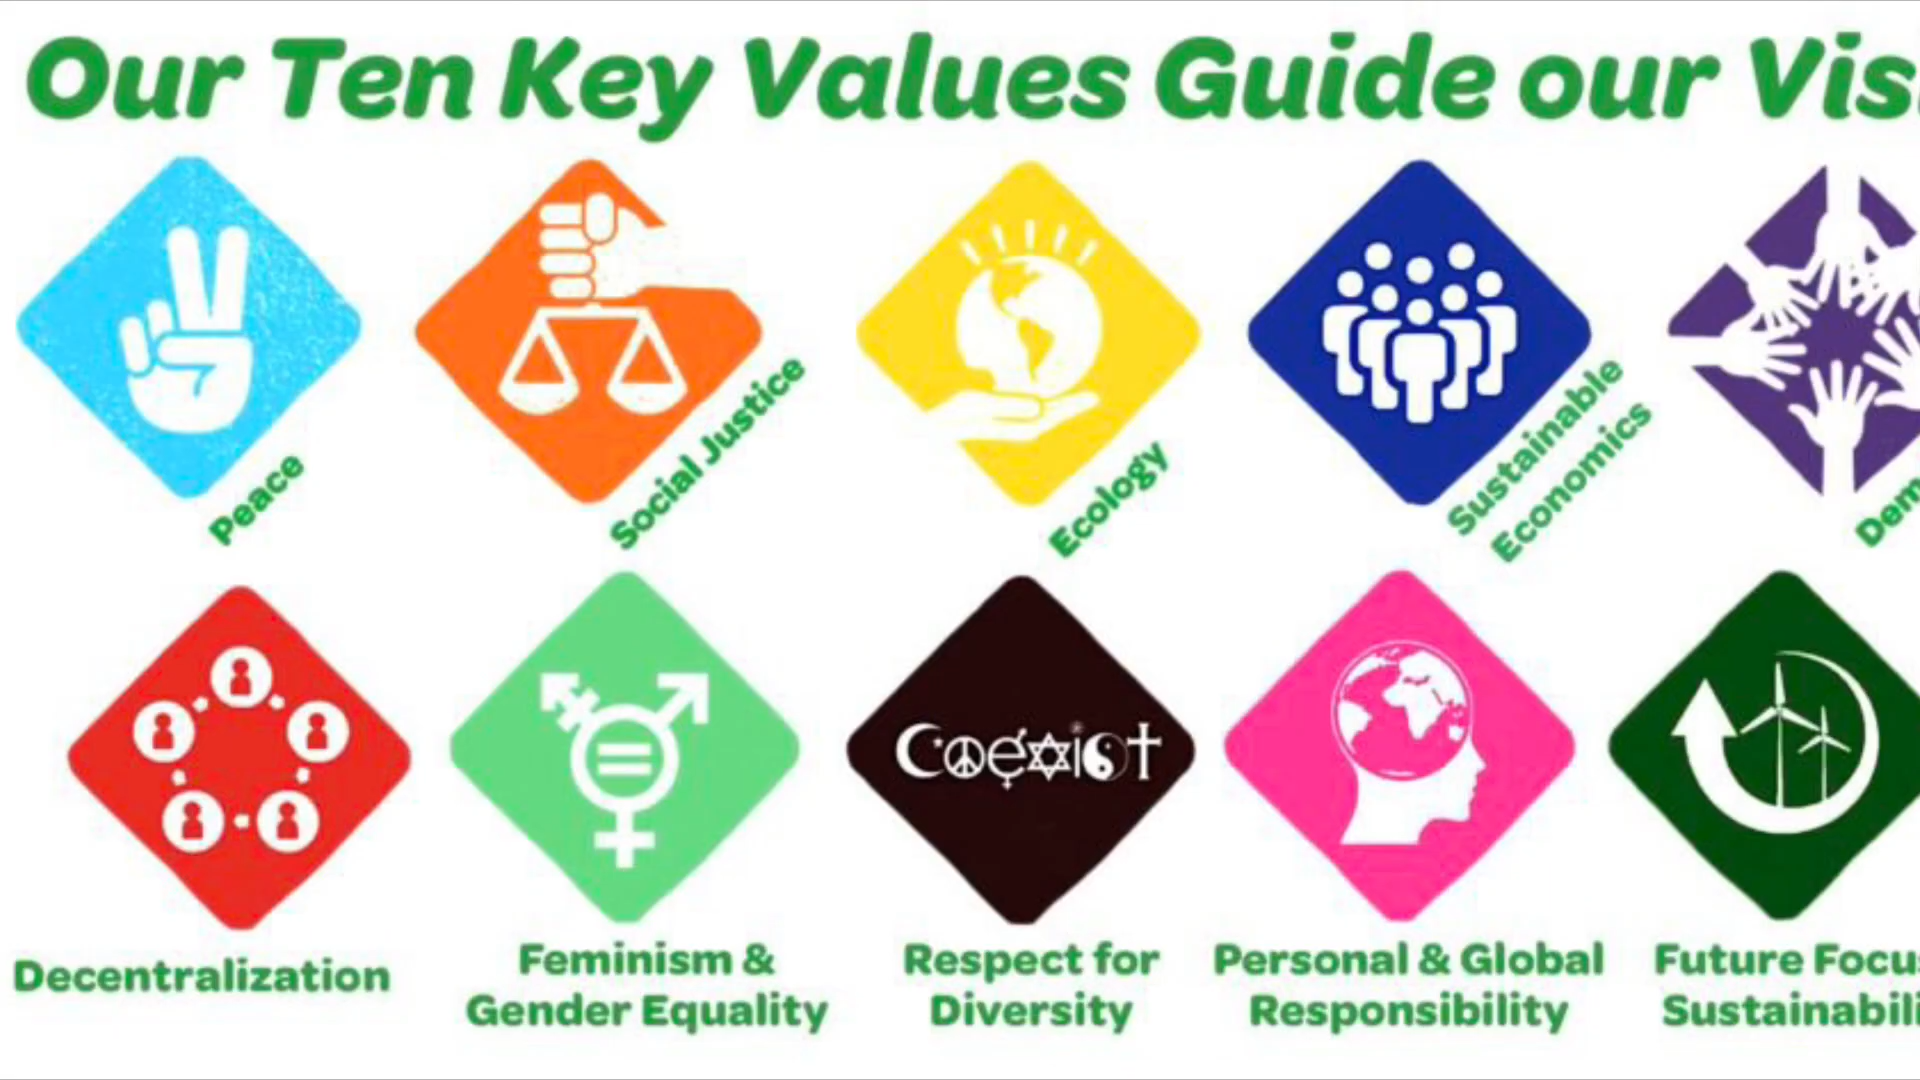 Our Ten Key Values Guide our Vis
Peace
Social Justice
Ecology
Sustainable
Economics
Dem
Coexist
Decentralization
Feminism &
Gender Equality
Respect for
Diversity
Personal & Global
Responsibility
Future Focu
Sustainabili